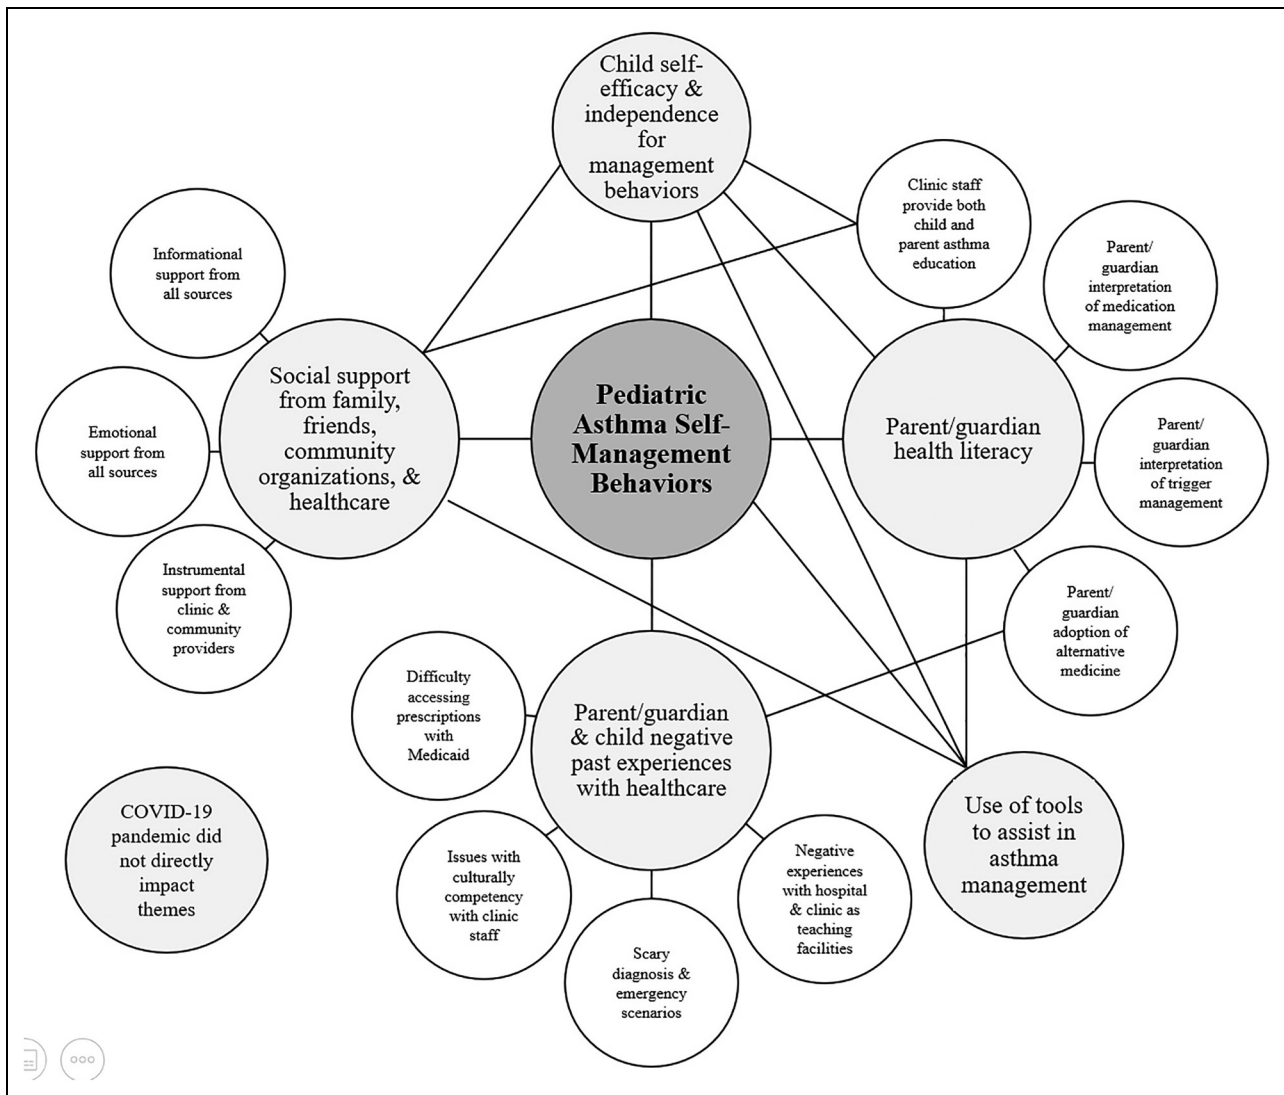 Child self-
efficacy &
independence
for
management
behaviors
Clinic staff
provide both
child and
parent asthma
education
Parent/
guardian
interpretation
of medication
management
Informational
support from
all sources
Social support
from family,
friends,
community
organizations, &
healthcare
Pediatric
Asthma Self-
Management
Behaviors
Parent/guardian
health literacy
Emotional
support from
all sources
Parent/
guardian
interpretation
of trigger
management
Instrumental
support from
clinic &
community
providers
Parent/
guardian
adoption of
alternative
medicine
Difficulty
accessing
prescriptions
with
Medicaid
Parent/guardian
& child negative
past experiences
with healthcare
COVID-19
pandemic did
not directly
impact
themes
Use of tools
to assist in
asthma
management
Issues with
culturally
competency
with clinic
staff
Negative
experiences
with hospital
& clinic as
teaching
facilities
Scary
diagnosis &
emergency
scenarios